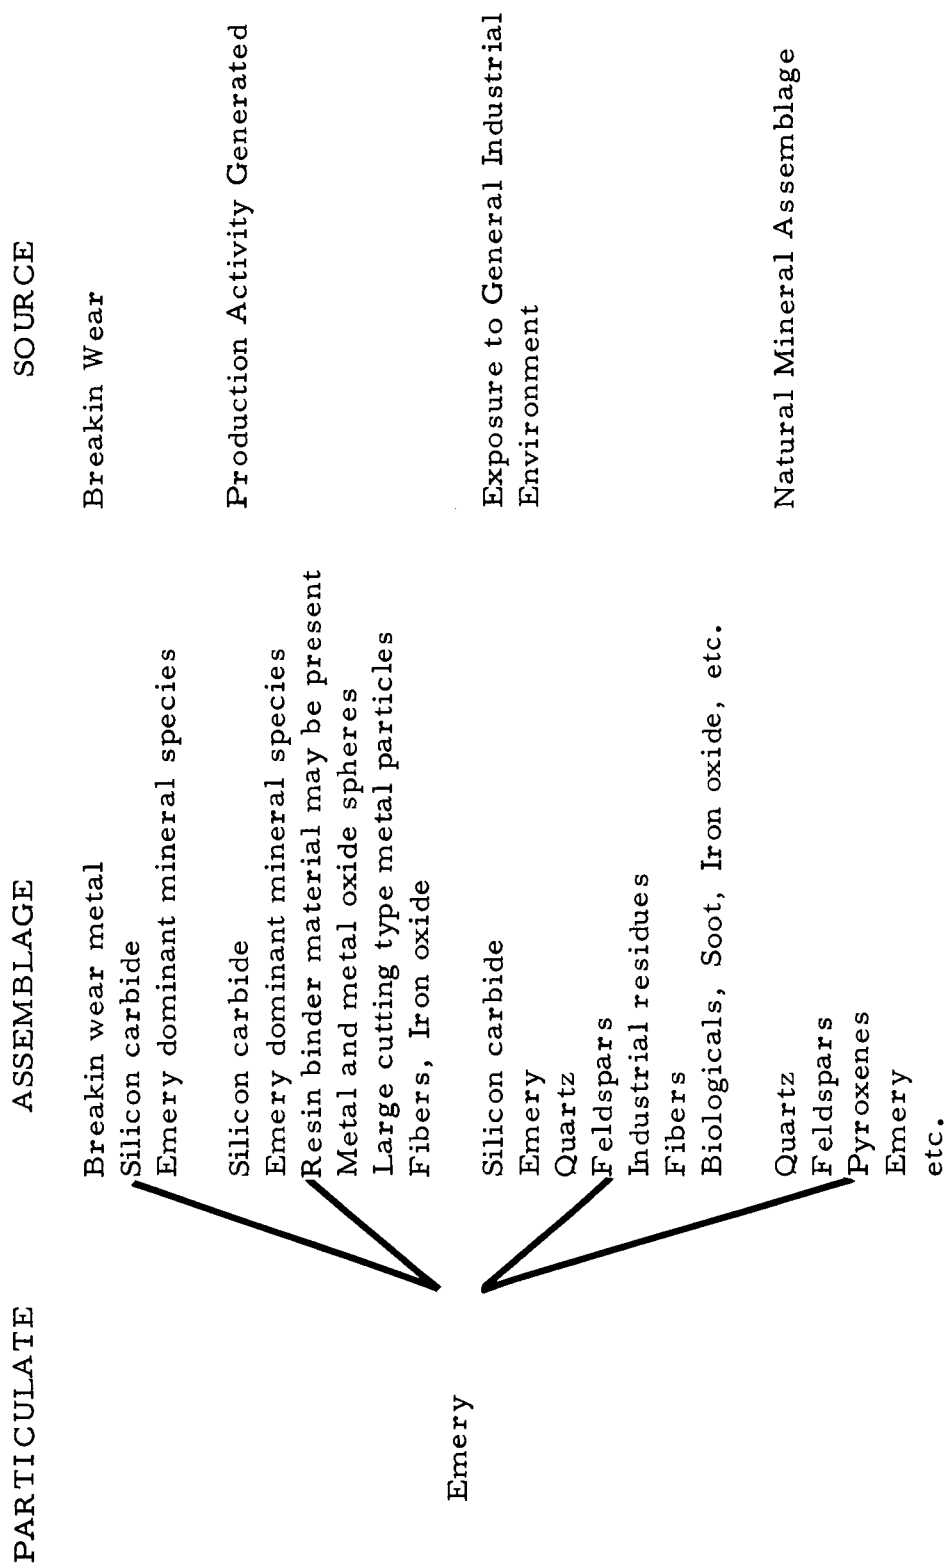 PARTICULATE ASSEMBLAGE SOURCE
Breakin wear metal Breakin Wear
Silicon carbide
Emery dominant mineral species
Silicon carbide Production Activity Generated
Emery dominant mineral species
Resin binder material may be present
Metal and metal oxide spheres
Large cutting type metal particles
Fibers, Iron oxide
Emery
Silicon carbide Exposure to General Industrial
Emery Environment
Quartz
Feldspars
Industrial residues
Fibers
Biologicals, Soot, Iron oxide, etc.
Quartz Natural Mineral Assemblage
Feldspars
Pyroxenes
Emery
etc.